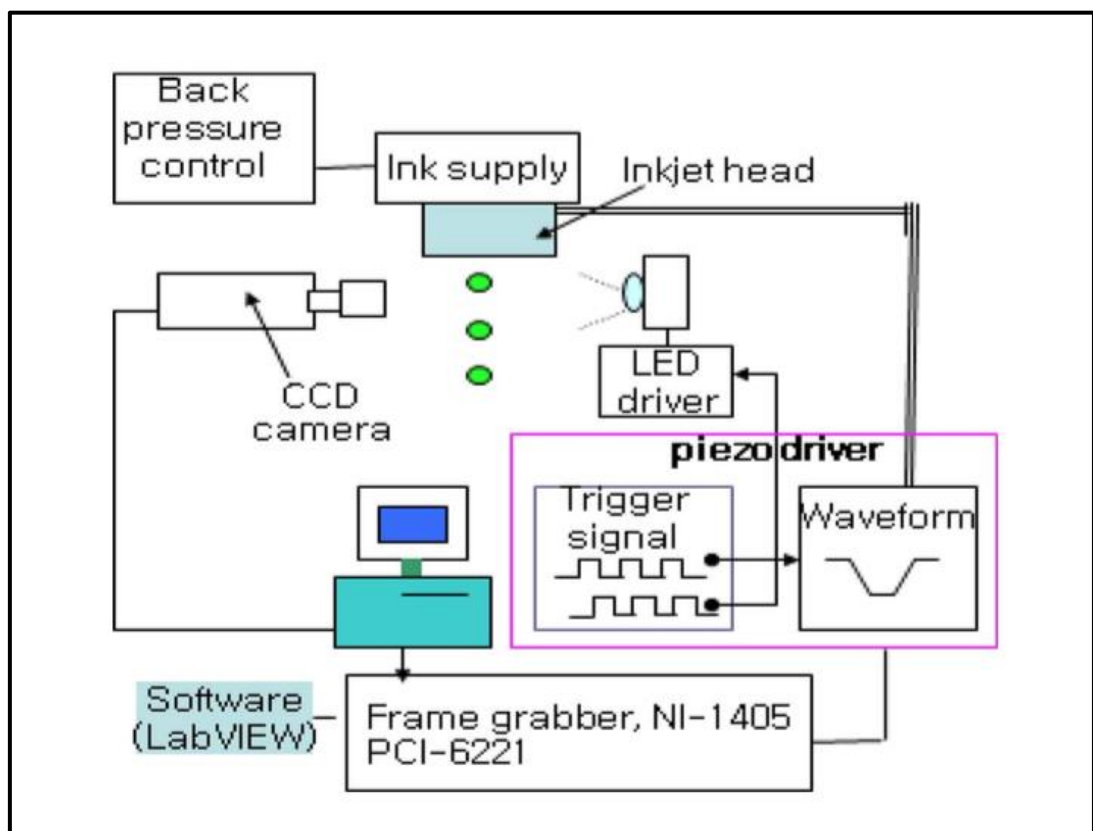 Back
pressure
control
Ink supply
Inkjet head
CCD
camera
LED
driver
piezo driver
Trigger
signal
Waveform
Software
(LabVIEW)
Frame grabber, NI-1405
PCI-6221